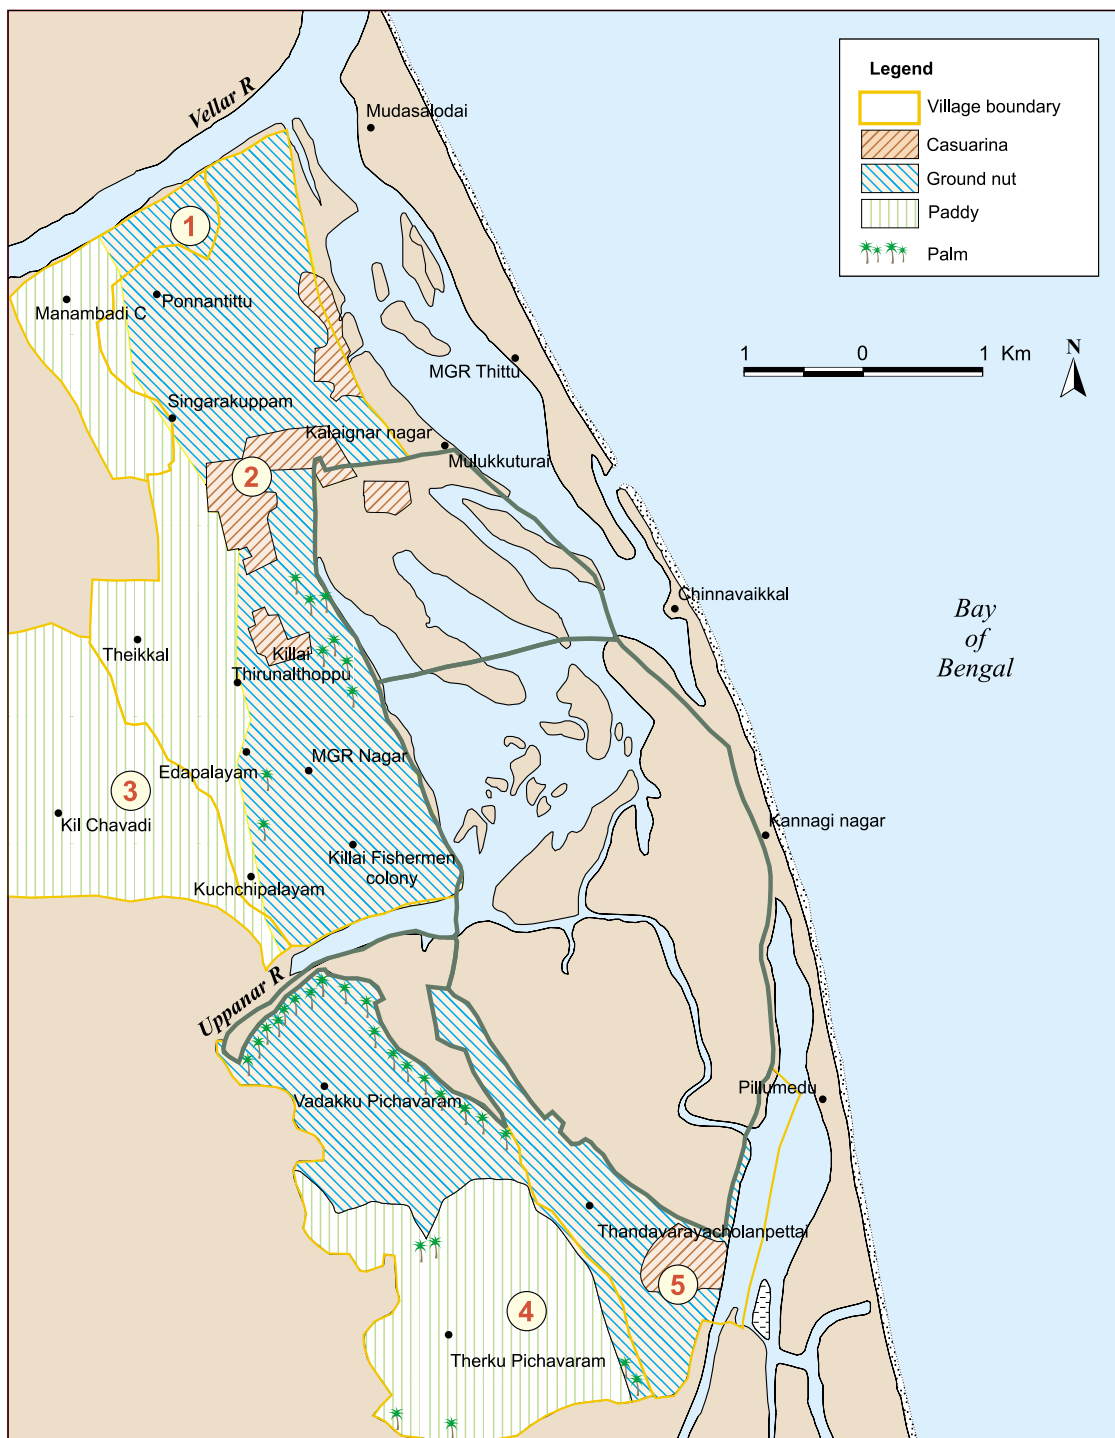 Legend
Village boundary
Casuarina
Ground nut
Paddy
Palm
Vellar R
Mudasalodai
1
Ponnantittu
Manambadi C
MGR Thittu
1 0 1 Km
N
Singarakuppam
Kalaignar nagar
Mulukkuturai
2
Chinnavaikkal
Bay
of
Bengal
Theikkal
Killai
Thirunalthoppu
Edapalayam
MGR Nagar
3
Kil Chavadi
Kannagi nagar
Killai Fishermen
colony
Kuchchipalayam
Uppanar R
Pillumedu
Vadakku Pichavaram
Thandavarayacholanpettai
5
4
Therku Pichavaram